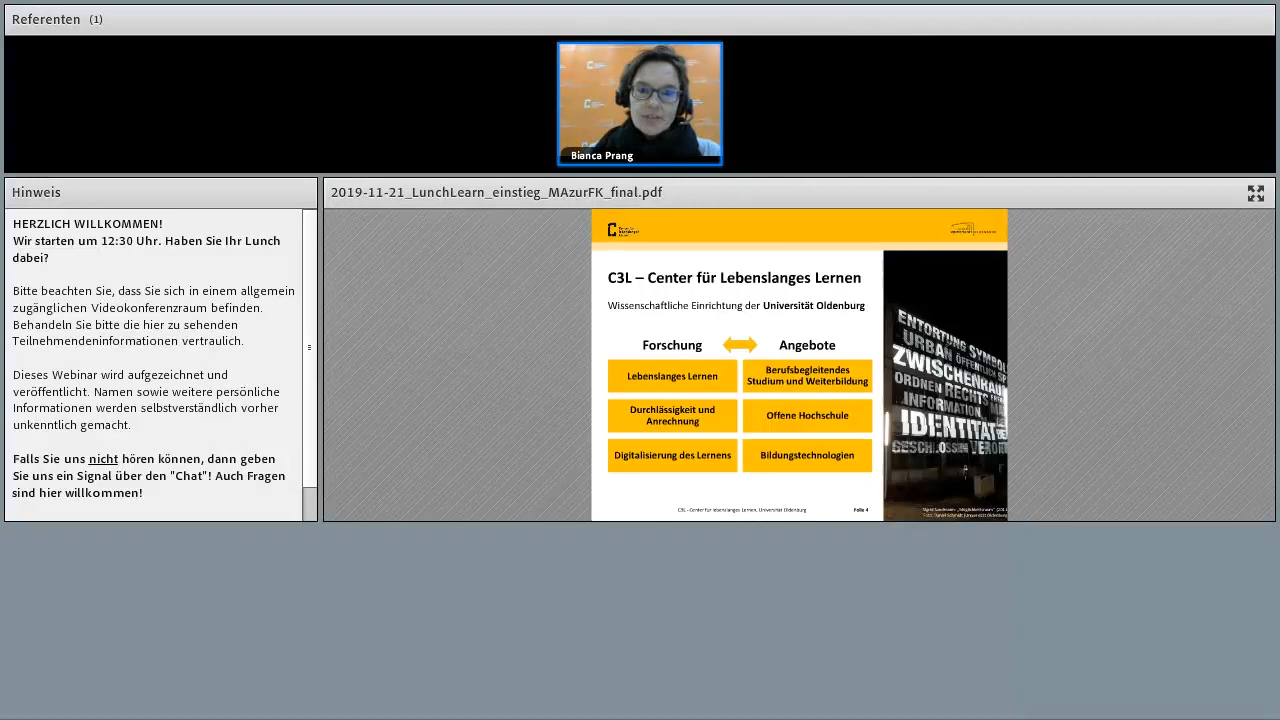 Referenten (1)
Bianca Prang
Hinweis
HERZLICH WILLKOMMEN!
Wir starten um 12:30 Uhr. Haben Sie Ihr Lunch
dabei?
Bitte beachten Sie, dass Sie sich in einem allgemein
zugänglichen Videokonferenzraum befinden.
Behandeln Sie bitte die hier zu sehenden
Teilnehmendeninformationen vertraulich.
Dieses Webinar wird aufgezeichnet und
veröffentlicht. Namen sowie weitere persönliche
Informationen werden selbstverständlich vorher
unkenntlich gemacht.
Falls Sie uns nicht hören können, dann geben
Sie uns ein Signal über den "Chat"! Auch Fragen
sind hier willkommen!
2019-11-21_LunchLearn_einstieg_MAzurFK_final.pdf
C3L – Center für Lebenslanges Lernen
Wissenschaftliche Einrichtung der Universität Oldenburg
Forschung
Angebote
Lebenslanges Lernen
Berufsbegleitendes
Studium und Weiterbildung
Durchlässigkeit und
Anrechnung
Offene Hochschule
Digitalisierung des Lernens
Bildungstechnologien
C3L - Center für lebenslanges Lernen, Universität Oldenburg
Folie 4
ENTORTUNG SYMBO
URBAN ÖFFENTLICH
ZWISCHENRAU
ORDNEN RECHTS
INFORMATION
IDENTITÄT
GESCHLOSSEN